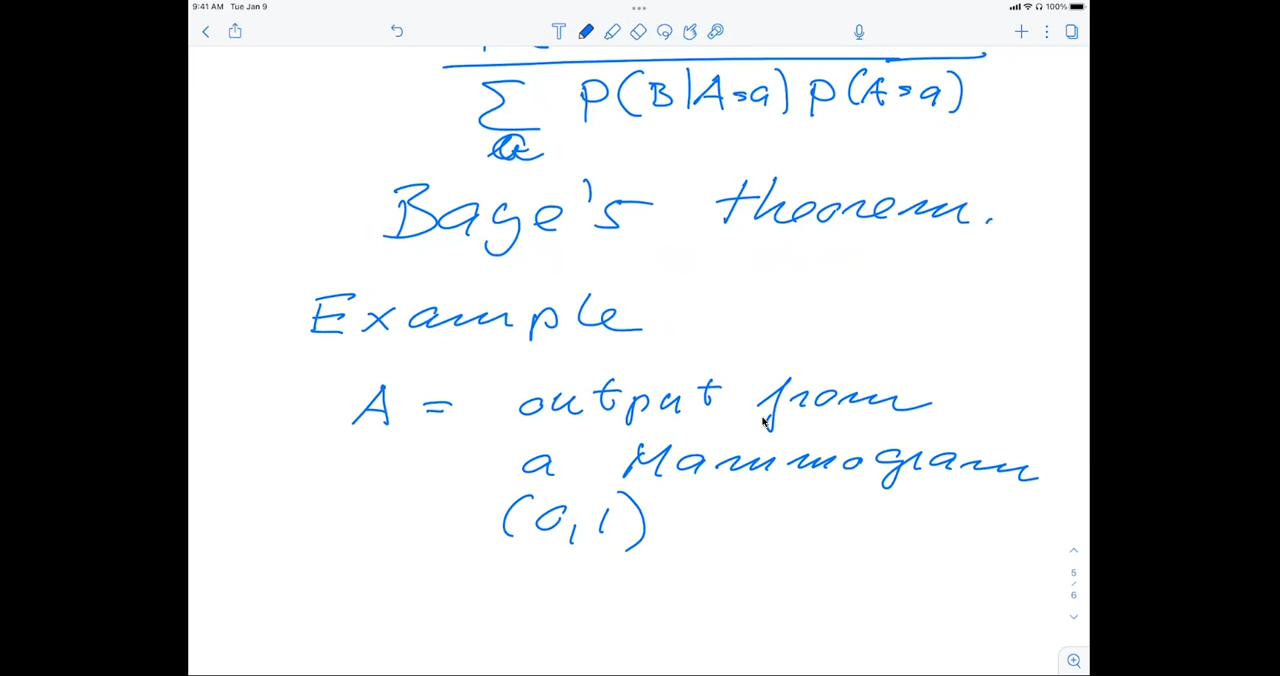 9:41 AM Tue Jan 9
100%
∑ P(B|A=a) P(A=a)
a
Baye's theorem.
Example
A = output from
a Mammogram
(0,1)
5
/
6